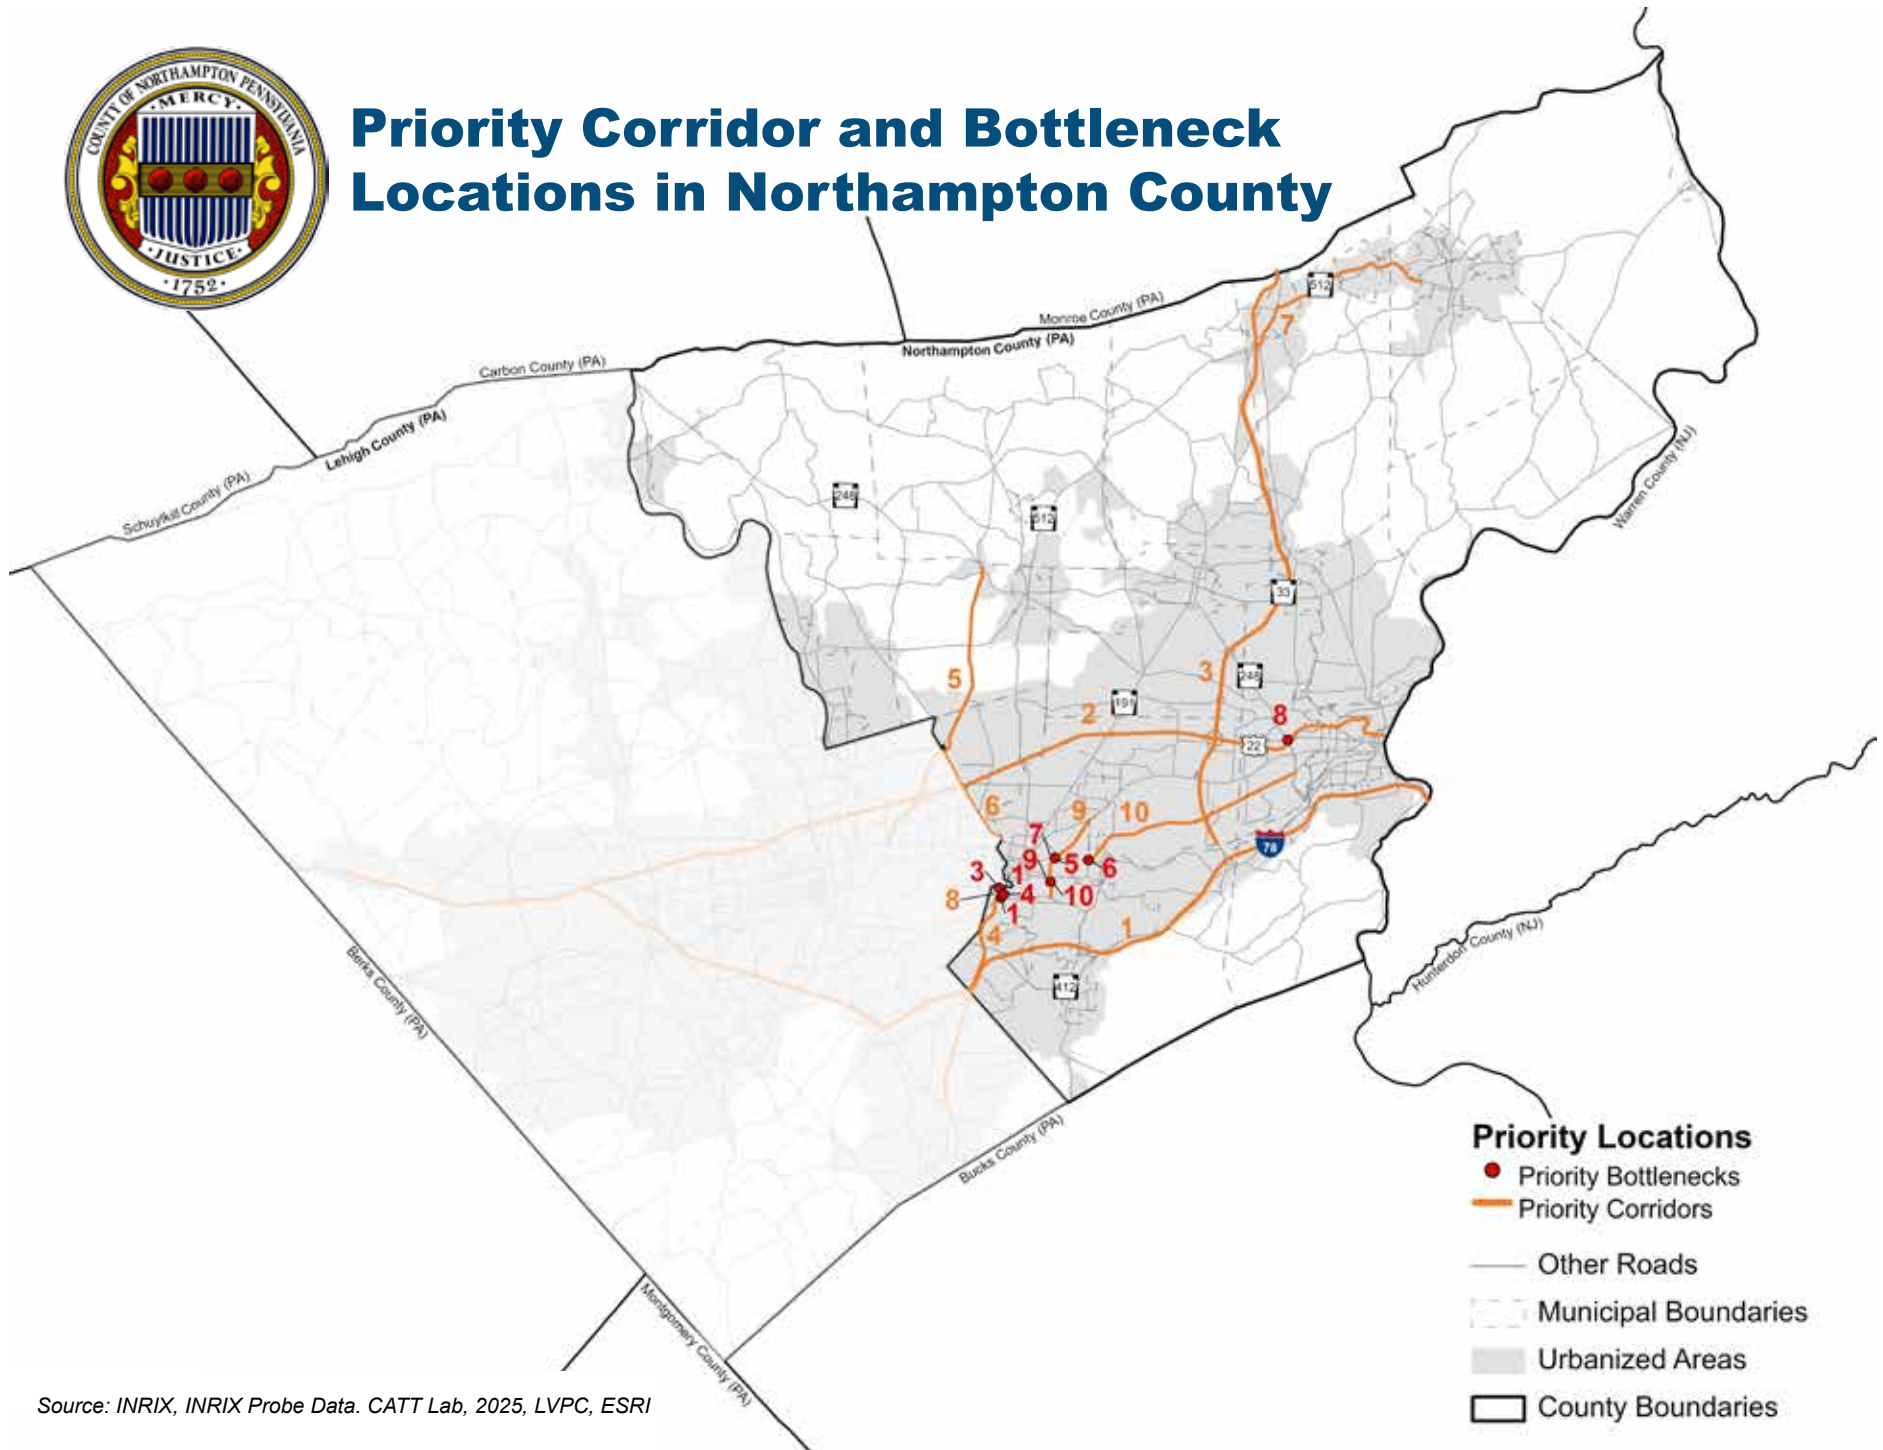 COUNTY OF NORTHAMPTON PENNSYLVANIA
·MERCY·
·JUSTICE·
·1752·
Priority Corridor and Bottleneck
Locations in Northampton County
Monroe County (PA)
Northampton County (PA)
Carbon County (PA)
Lehigh County (PA)
Schuylkill County (PA)
Warren County (NJ)
Hunterdon County (NJ)
Berks County (PA)
Bucks County (PA)
Montgomery County (PA)
512
7
248
512
33
5
3
248
191
2
8
22
6
9
10
7
78
9
5
6
3
1
4
10
8
1
4
1
412
Priority Locations
Priority Bottlenecks
Priority Corridors
Other Roads
Municipal Boundaries
Urbanized Areas
County Boundaries
Source: INRIX, INRIX Probe Data. CATT Lab, 2025, LVPC, ESRI